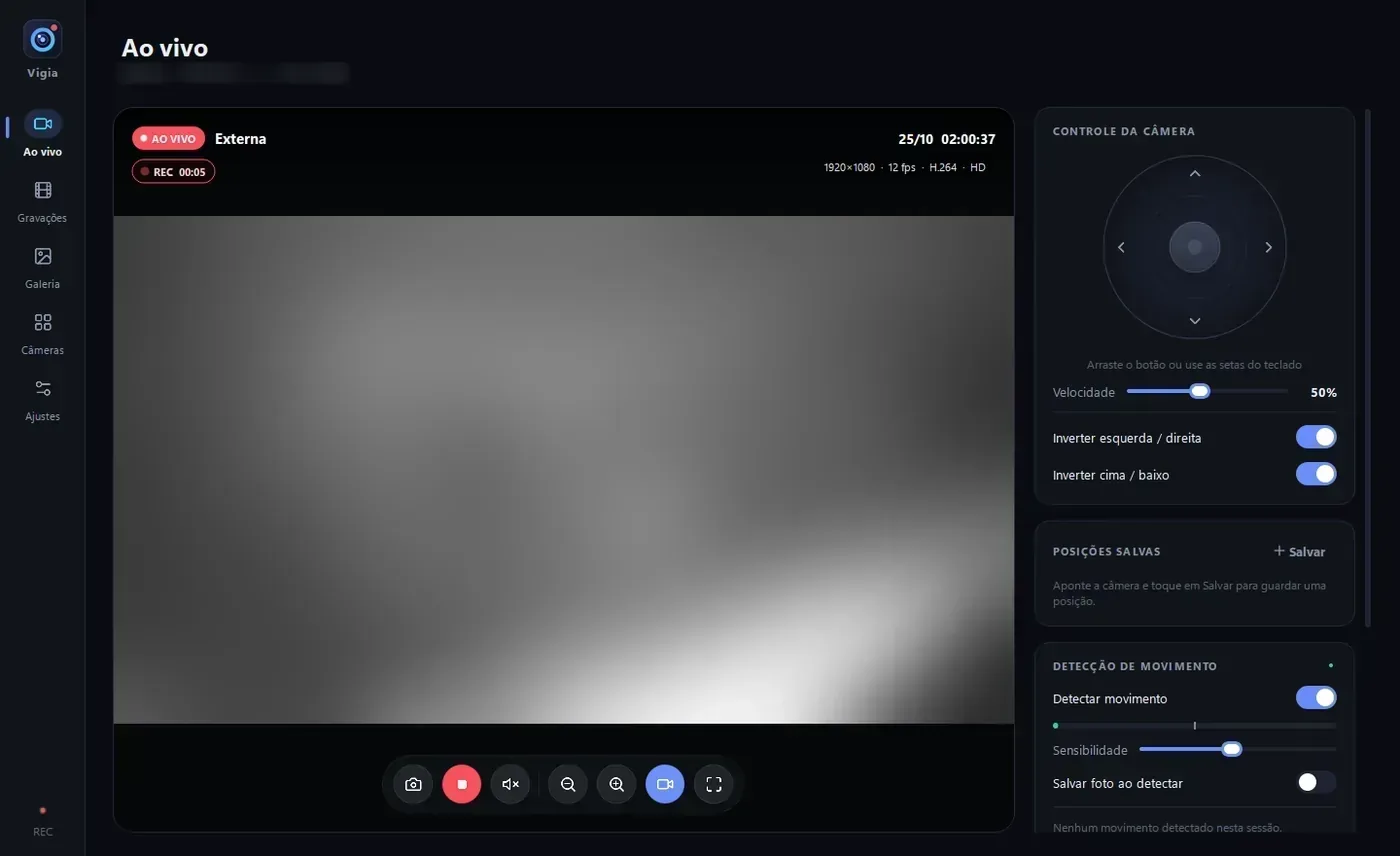 Vigia
Ao vivo
Gravações
Galeria
Câmeras
Ajustes
REC
Ao vivo
AO VIVO
Externa
REC 00:05
25/10 02:00:37
1920×1080 · 12 fps · H.264 · HD
CONTROLE DA CÂMERA
Arraste o botão ou use as setas do teclado
Velocidade 50%
Inverter esquerda / direita
Inverter cima / baixo
POSIÇÕES SALVAS
+ Salvar
Aponte a câmera e toque em Salvar para guardar uma
posição.
DETECÇÃO DE MOVIMENTO
Detectar movimento
Sensibilidade
Salvar foto ao detectar
Nenhum movimento detectado nesta sessão.